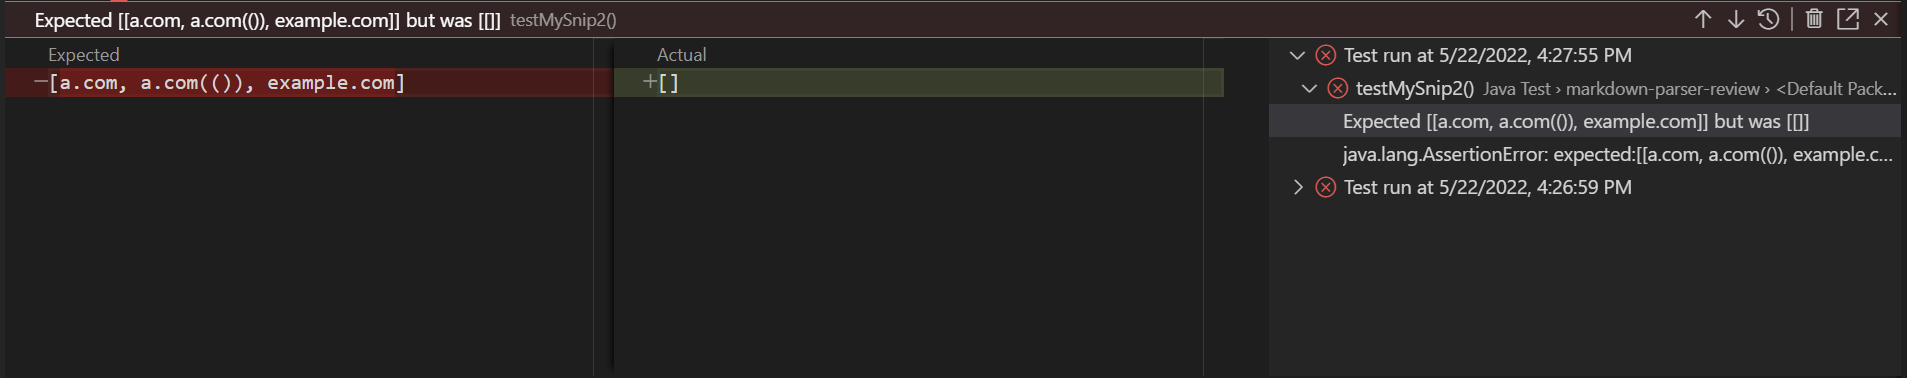 Expected [[a.com, a.com(()), example.com]] but was [[]] testMySnip2()
Expected
—[a.com, a.com(()), example.com]
Actual
+[]
Test run at 5/22/2022, 4:27:55 PM
testMySnip2() Java Test › markdown-parser-review › <Default Pack...
Expected [[a.com, a.com(()), example.com]] but was [[]]
java.lang.AssertionError: expected:[[a.com, a.com(()), example.c...
Test run at 5/22/2022, 4:26:59 PM